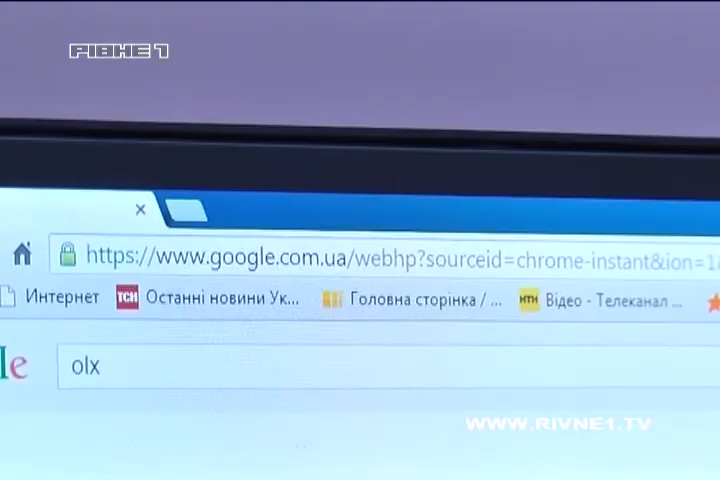 РІВНЕ 1
https://www.google.com.ua/webhp?sourceid=chrome-instant&ion=1
Интернет ТСН Останні новини Ук... Головна сторінка / ... НТН Відео - Телеканал ...
le olx
WWW.RIVNE1.TV